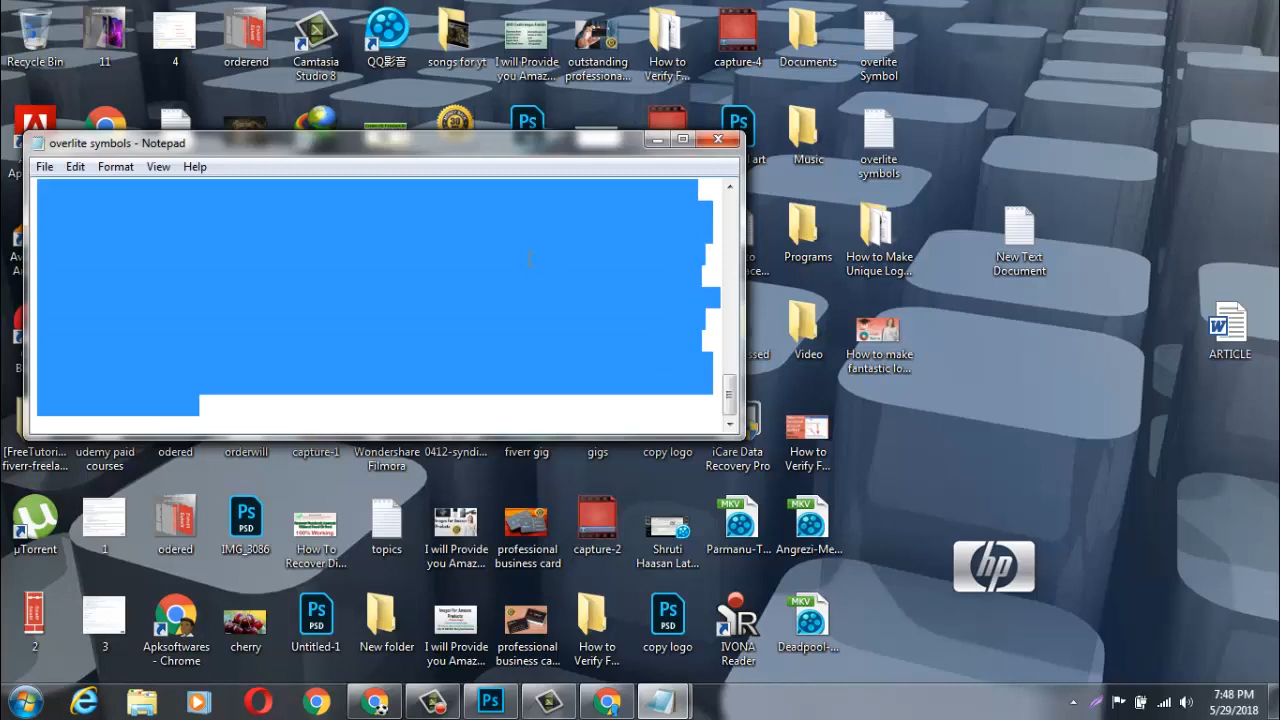 Recycle Bin
11
4
orderend
Camtasia
Studio 8
QQ影音
songs for yt
I will Provide
you Amaz...
outstanding
professiona...
How to
Verify F...
capture-4
Documents
overlite
Symbol
overlite symbols - Notepad
File Edit Format View Help
art
Music
overlite
symbols
Programs
How to Make
Unique Log...
New Text
Document
Video
How to make
fantastic lo...
ARTICLE
[FreeTutori...
fiverr-freela...
udemy paid
courses
odered
orderwill
capture-1
Wondershare
Filmora
0412-syndi...
fiverr gig
gigs
copy logo
iCare Data
Recovery Pro
How to
Verify F...
µTorrent
1
odered
IMG_3086
How To
Recover Di...
topics
I will Provide
you Amaz...
professional
business card
capture-2
Shruti
Haasan Lat...
Parmanu-T...
Angrezi-Me...
2
3
Apksoftwares
- Chrome
cherry
Untitled-1
New folder
I will Provide
you Amaz...
professional
business ca...
How to
Verify F...
copy logo
IVONA
Reader
Deadpool-...
hp
7:48 PM
5/29/2018